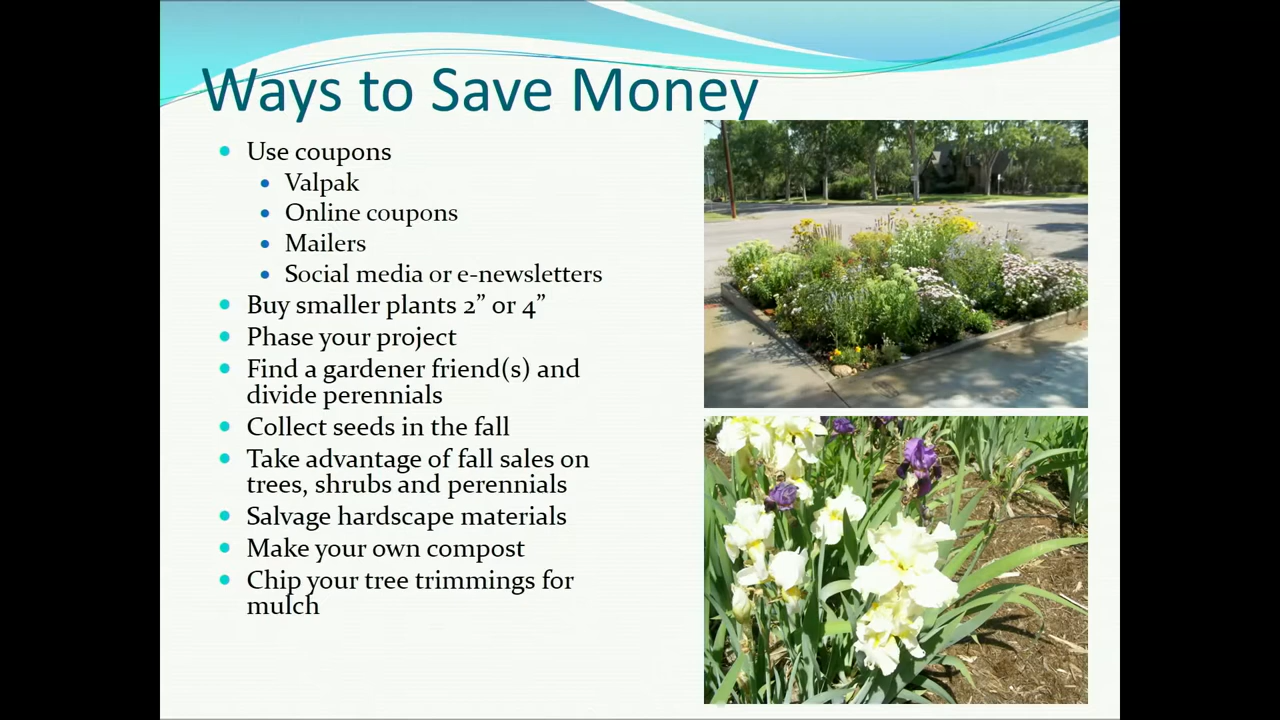 Ways to Save Money
Use coupons
Valpak
Online coupons
Mailers
Social media or e-newsletters
Buy smaller plants 2” or 4”
Phase your project
Find a gardener friend(s) and
divide perennials
Collect seeds in the fall
Take advantage of fall sales on
trees, shrubs and perennials
Salvage hardscape materials
Make your own compost
Chip your tree trimmings for
mulch